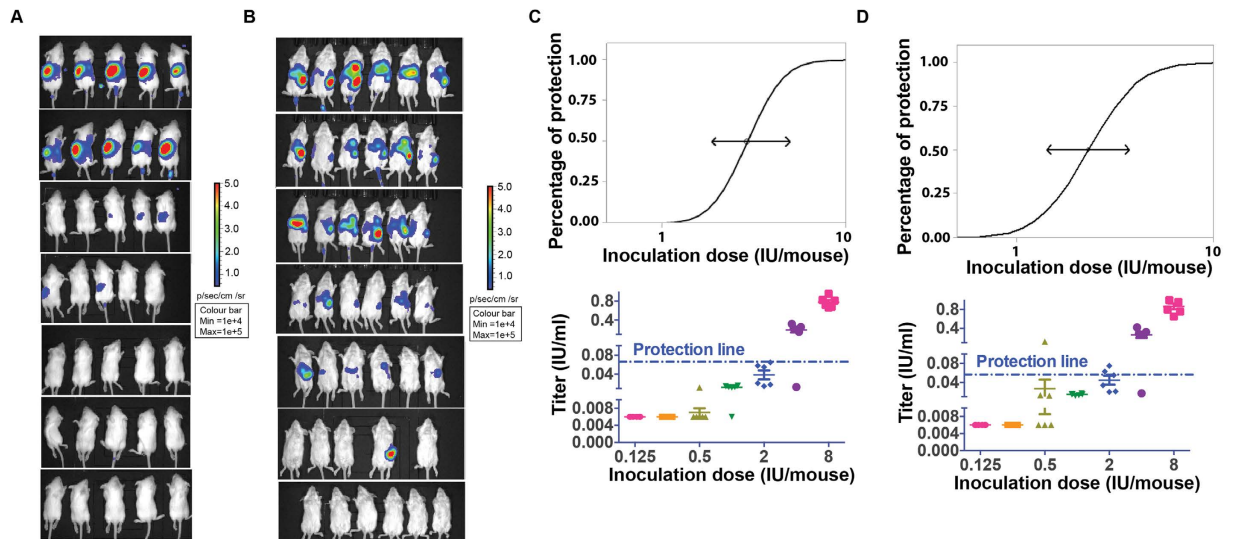 A
B
C
D
5.0
4.0
3.0
2.0
1.0
p/sec/cm /sr
Colour bar
Min =1e+4
Max=1e+5
5.0
4.0
3.0
2.0
1.0
p/sec/cm /sr
Colour bar
Min =1e+4
Max=1e+5
Percentage of protection
1.00
0.75
0.50
0.25
0.00
1 10
Inoculation dose (IU/mouse)
Percentage of protection
1.00
0.75
0.50
0.25
0.00
1 10
Inoculation dose (IU/mouse)
Titer (IU/ml)
0.8
0.4
0.08
0.04
0.008
0.004
0.000
Protection line
0.125 0.5 2 8
Inoculation dose (IU/mouse)
Titer (IU/ml)
0.8
0.4
0.08
0.04
0.008
0.004
0.000
Protection line
0.125 0.5 2 8
Inoculation dose (IU/mouse)